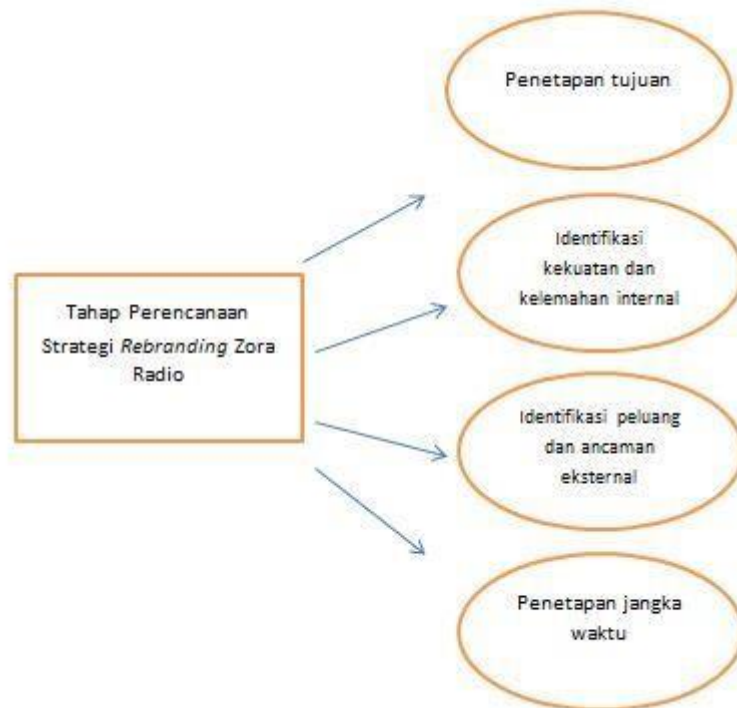 Penetapan tujuan
Identifikasi
kekuatan dan
kelemahan internal
Tahap Perencanaan
Strategi Rebranding Zora
Radio
Identifikasi peluang
dan ancaman
eksternal
Penetapan jangka
waktu